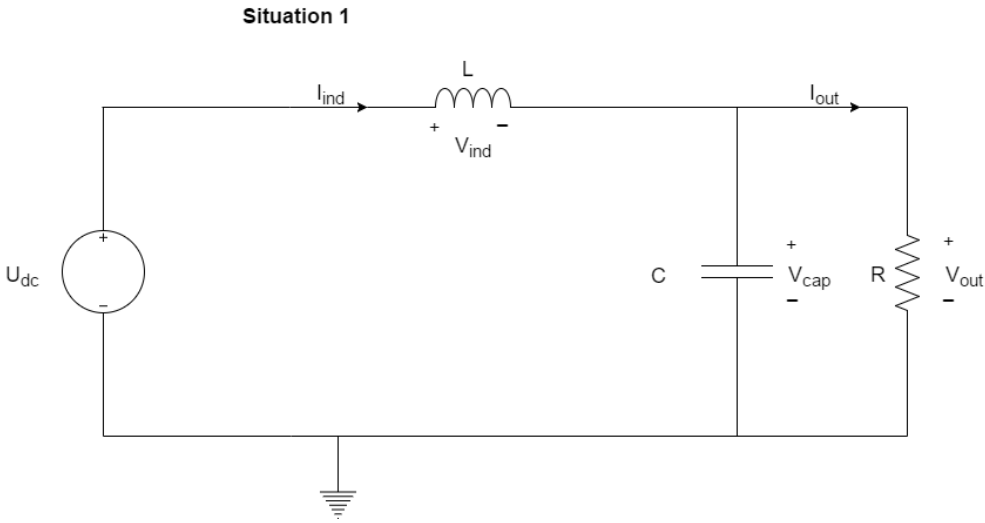 Situation 1
L
Iind
Iout
+ −
Vind
+
−
Udc
C
+
Vcap
−
R
+
Vout
−